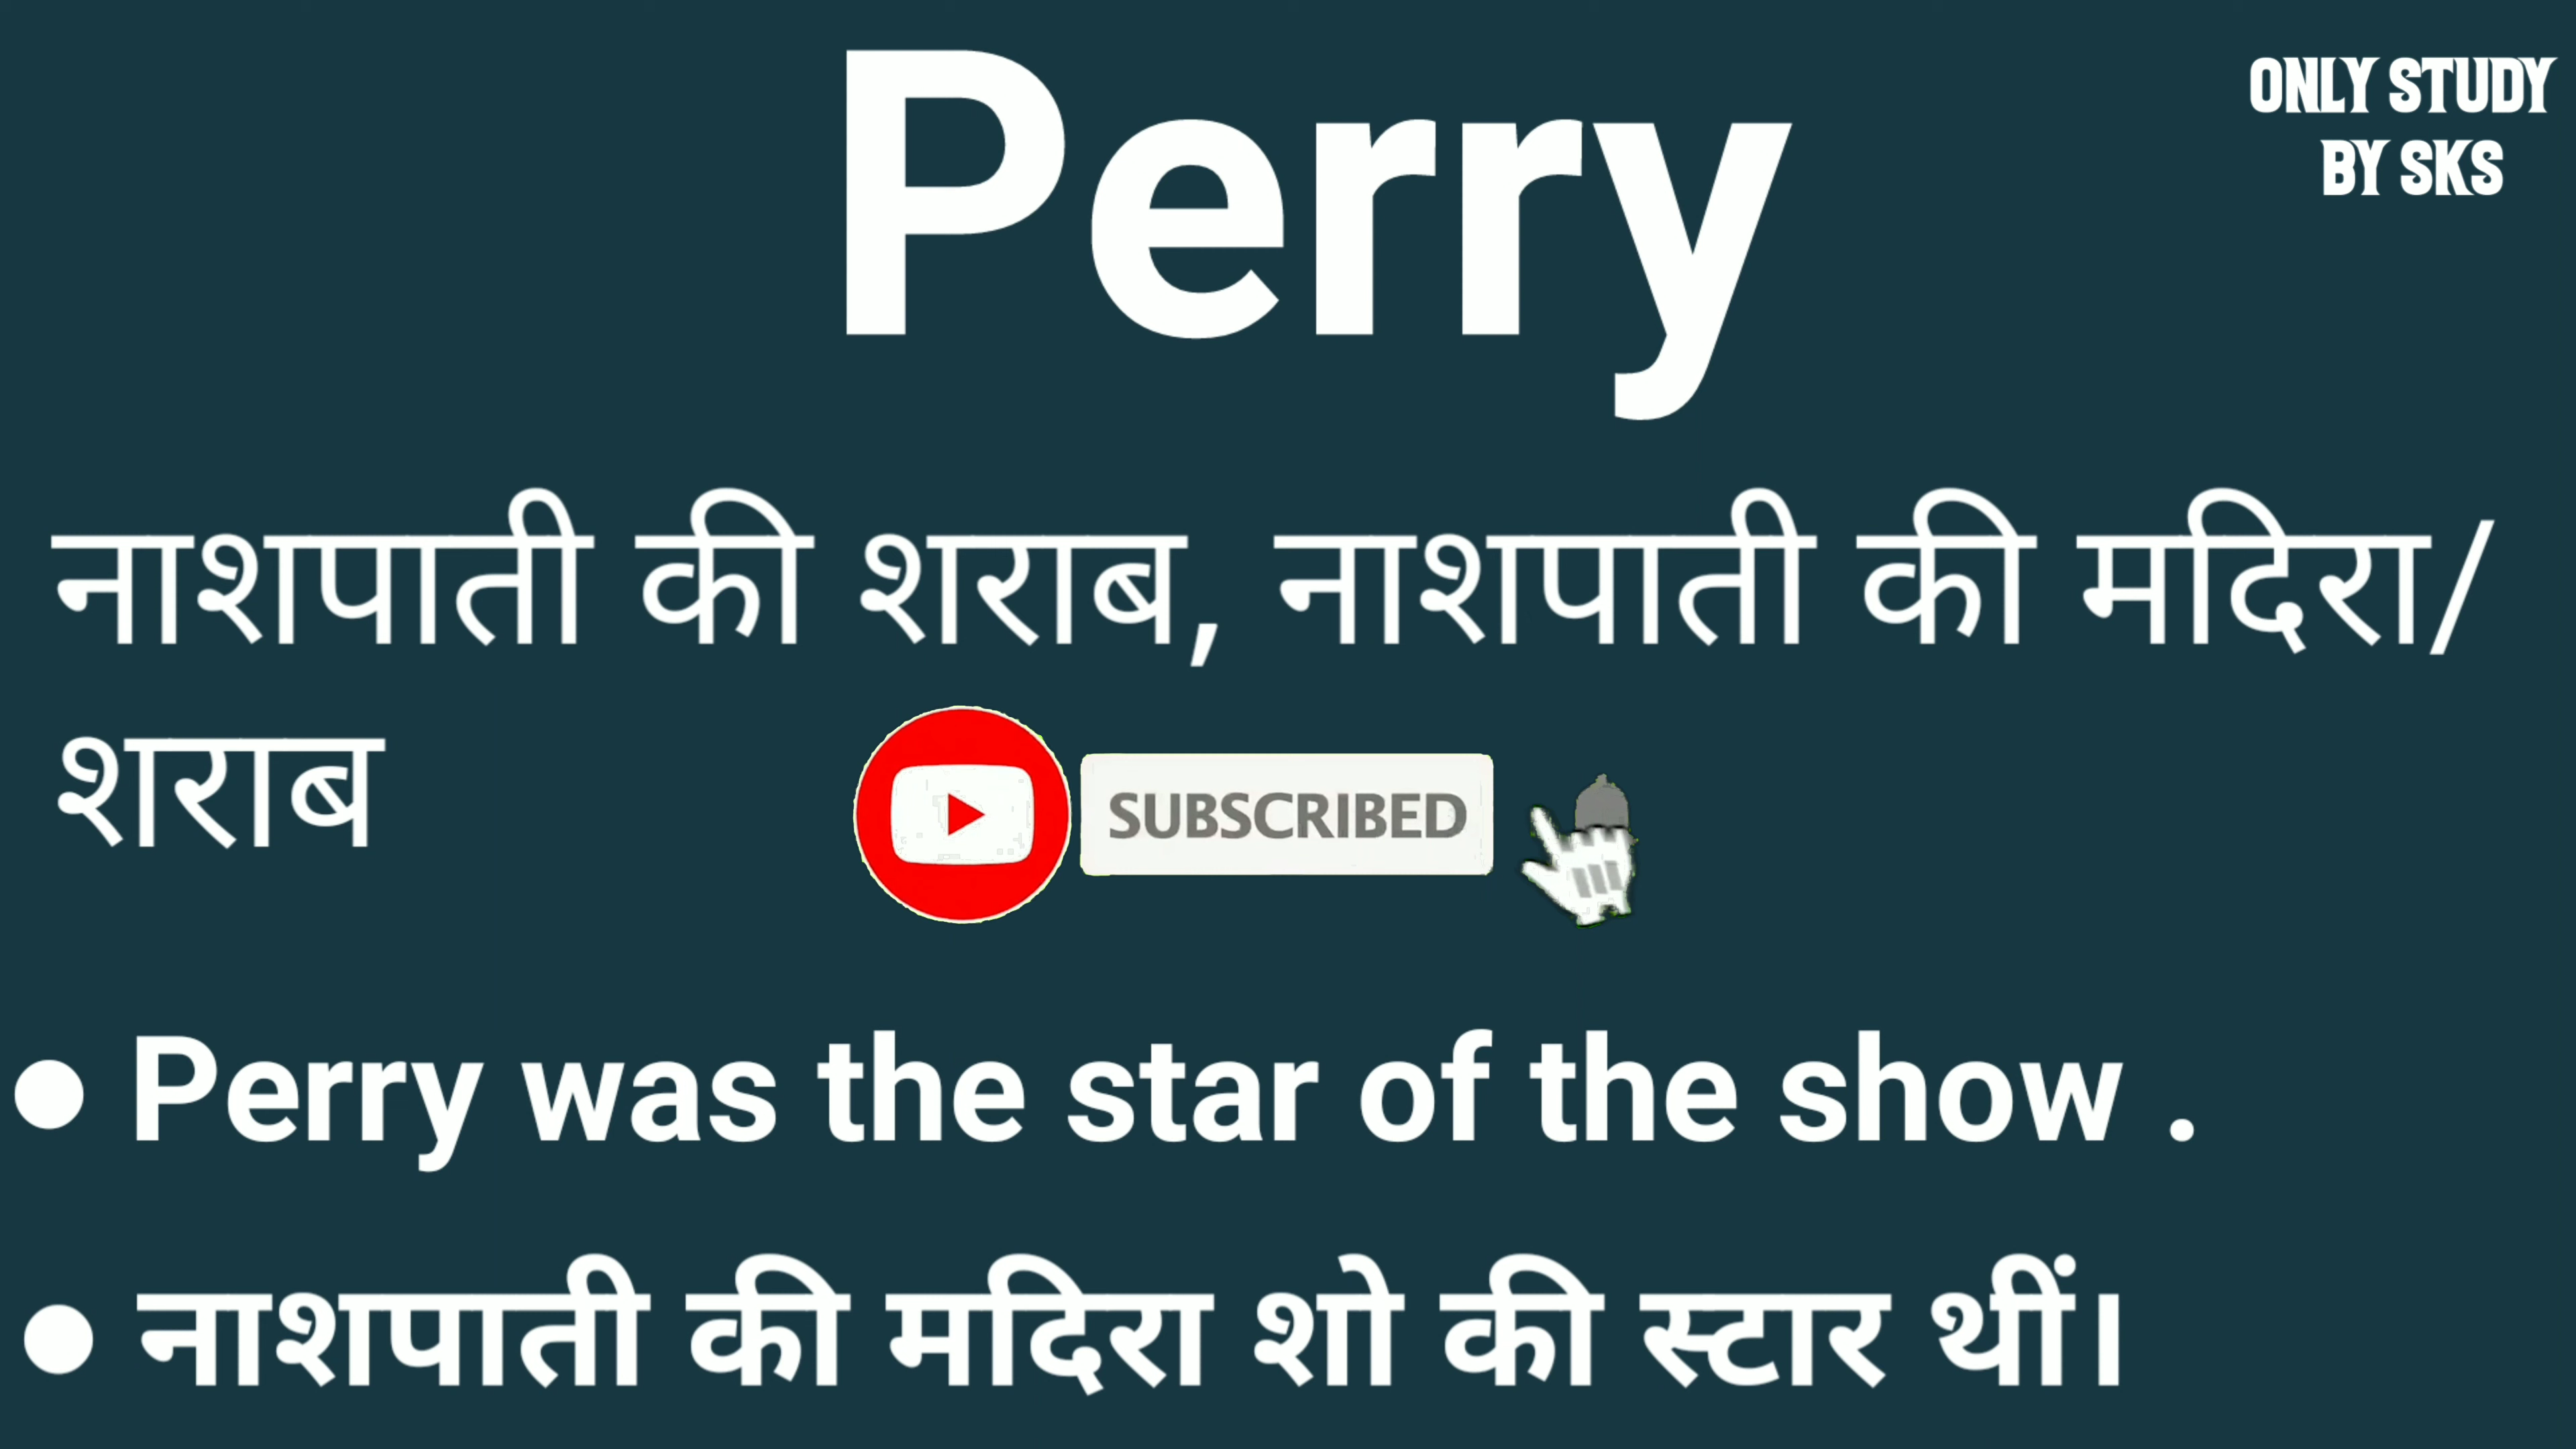 Perry
ONLY STUDY
BY SKS
नाशपाती की शराब, नाशपाती की मदिरा/
शराब
SUBSCRIBED
● Perry was the star of the show .
● नाशपाती की मदिरा शो की स्टार थीं।